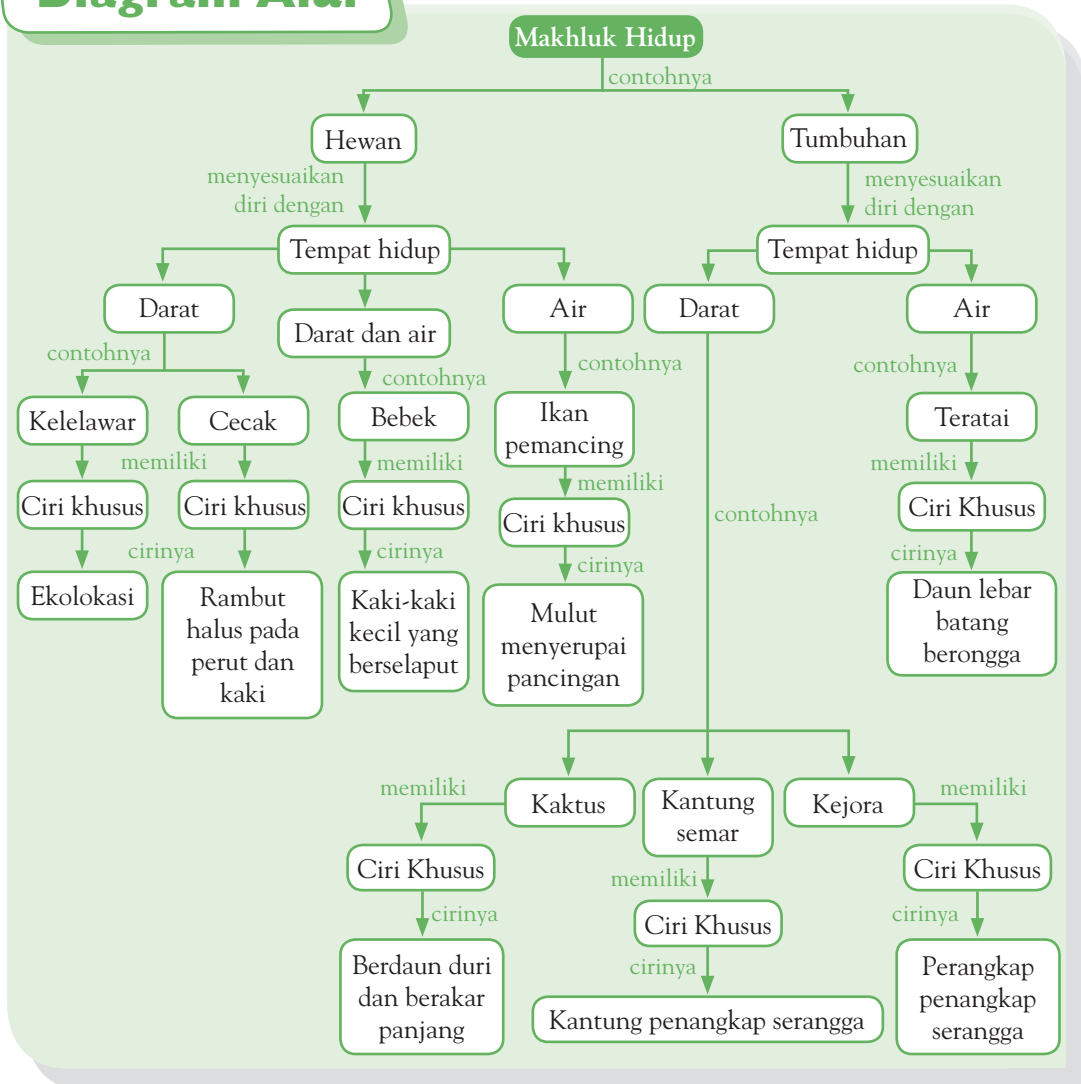 Diagram Alur
Makhluk Hidup
contohnya
Hewan
Tumbuhan
menyesuaikan
diri dengan
menyesuaikan
diri dengan
Tempat hidup
Tempat hidup
Darat
Darat dan air
Air
Darat
Air
contohnya
contohnya
contohnya
contohnya
Kelelawar
Cecak
Bebek
Ikan
pemancing
Teratai
memiliki
memiliki
memiliki
memiliki
Ciri khusus
Ciri khusus
Ciri khusus
Ciri khusus
Ciri Khusus
contohnya
cirinya
cirinya
cirinya
cirinya
Ekolokasi
Rambut
halus pada
perut dan
kaki
Kaki-kaki
kecil yang
berselaput
Mulut
menyerupai
pancingan
Daun lebar
batang
berongga
memiliki
Kaktus
Kantung
semar
Kejora
memiliki
Ciri Khusus
memiliki
Ciri Khusus
cirinya
Ciri Khusus
cirinya
Berdaun duri
dan berakar
panjang
cirinya
Kantung penangkap serangga
Perangkap
penangkap
serangga